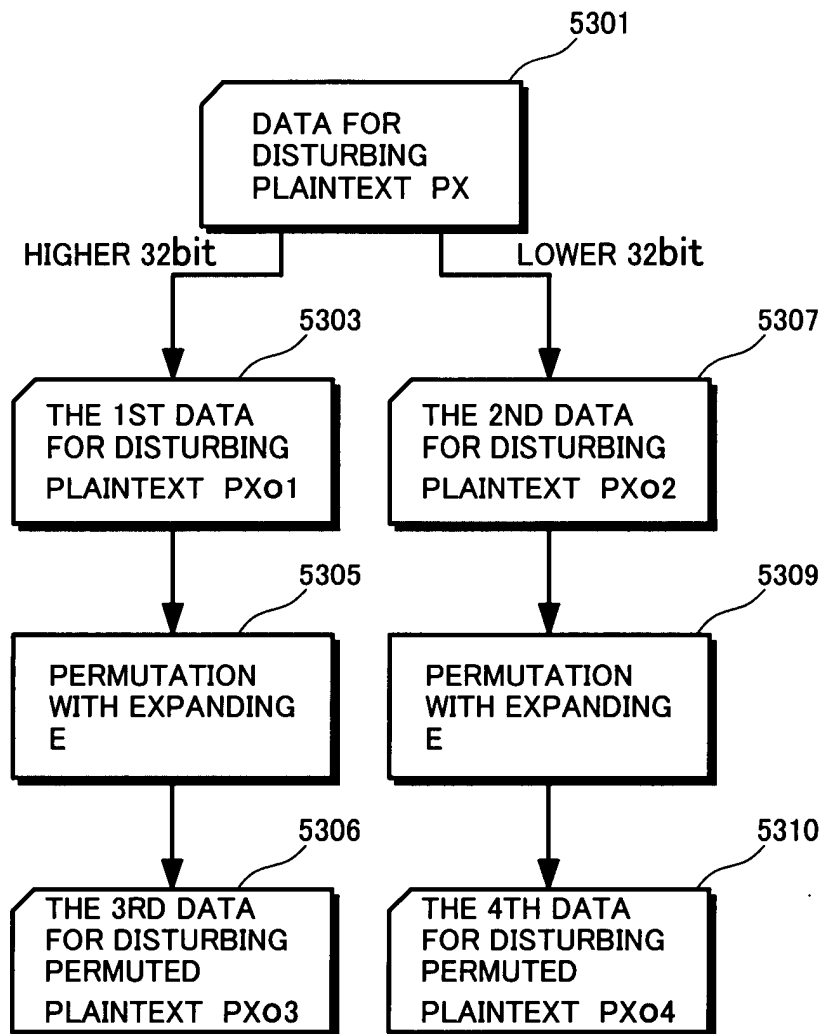 5301
DATA FOR
DISTURBING
PLAINTEXT PX
HIGHER 32bit
LOWER 32bit
5303
THE 1ST DATA
FOR DISTURBING
PLAINTEXT PXo1
5307
THE 2ND DATA
FOR DISTURBING
PLAINTEXT PXo2
5305
PERMUTATION
WITH EXPANDING
E
5309
PERMUTATION
WITH EXPANDING
E
5306
THE 3RD DATA
FOR DISTURBING
PERMUTED
PLAINTEXT PXo3
5310
THE 4TH DATA
FOR DISTURBING
PERMUTED
PLAINTEXT PXo4